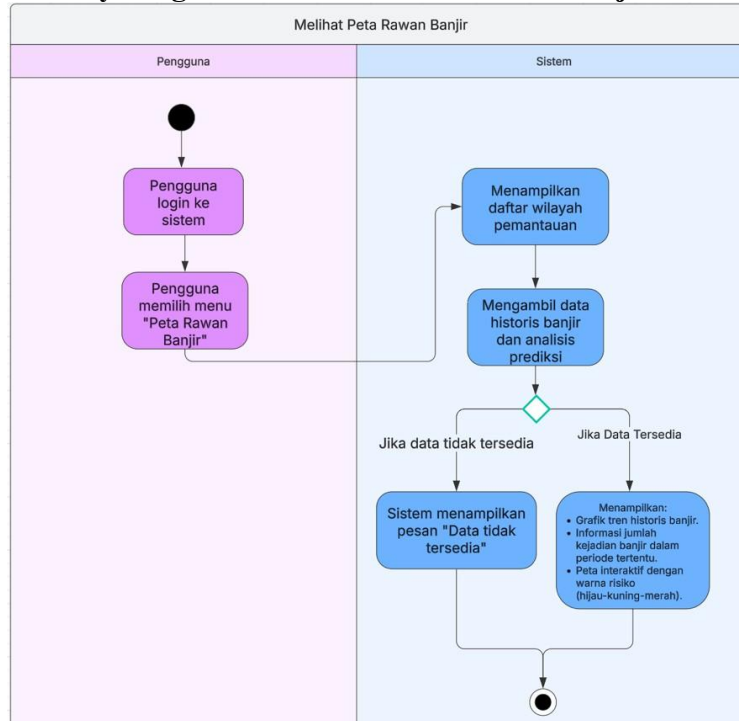 Melihat Peta Rawan Banjir
Pengguna
Sistem
Pengguna
login ke
sistem
Pengguna
memilih menu
"Peta Rawan
Banjir"
Menampilkan
daftar wilayah
pemantauan
Mengambil data
historis banjir
dan analisis
prediksi
Jika data tidak tersedia
Jika Data Tersedia
Sistem menampilkan
pesan "Data tidak
tersedia"
Menampilkan:
• Grafik tren historis banjir.
• Informasi jumlah
kejadian banjir dalam
periode tertentu.
• Peta interaktif dengan
warna risiko
(hijau-kuning-merah).